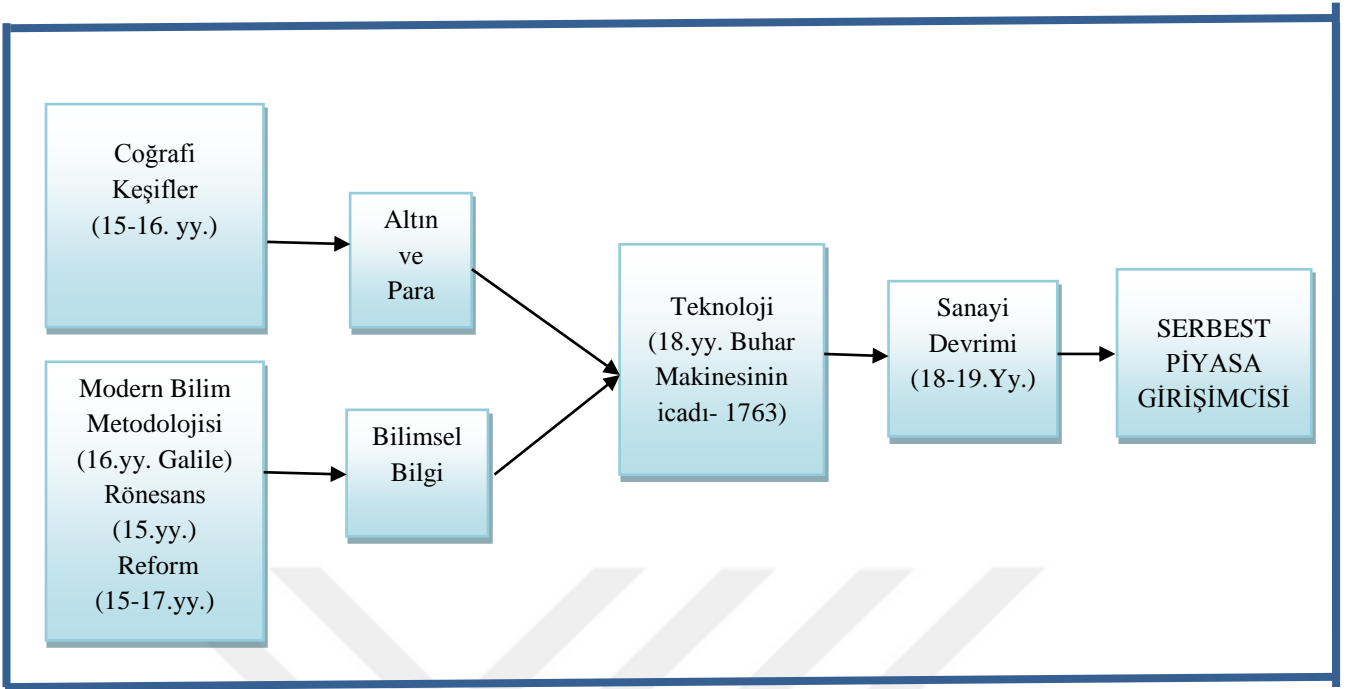 Coğrafi
Keşifler
(15-16. yy.)
Altın
ve
Para
Modern Bilim
Metodolojisi
(16.yy. Galile)
Rönesans
(15.yy.)
Reform
(15-17.yy.)
Bilimsel
Bilgi
Teknoloji
(18.yy. Buhar
Makinesinin
icadı- 1763)
Sanayi
Devrimi
(18-19.Yy.)
SERBEST
PİYASA
GİRİŞİMCİSİ